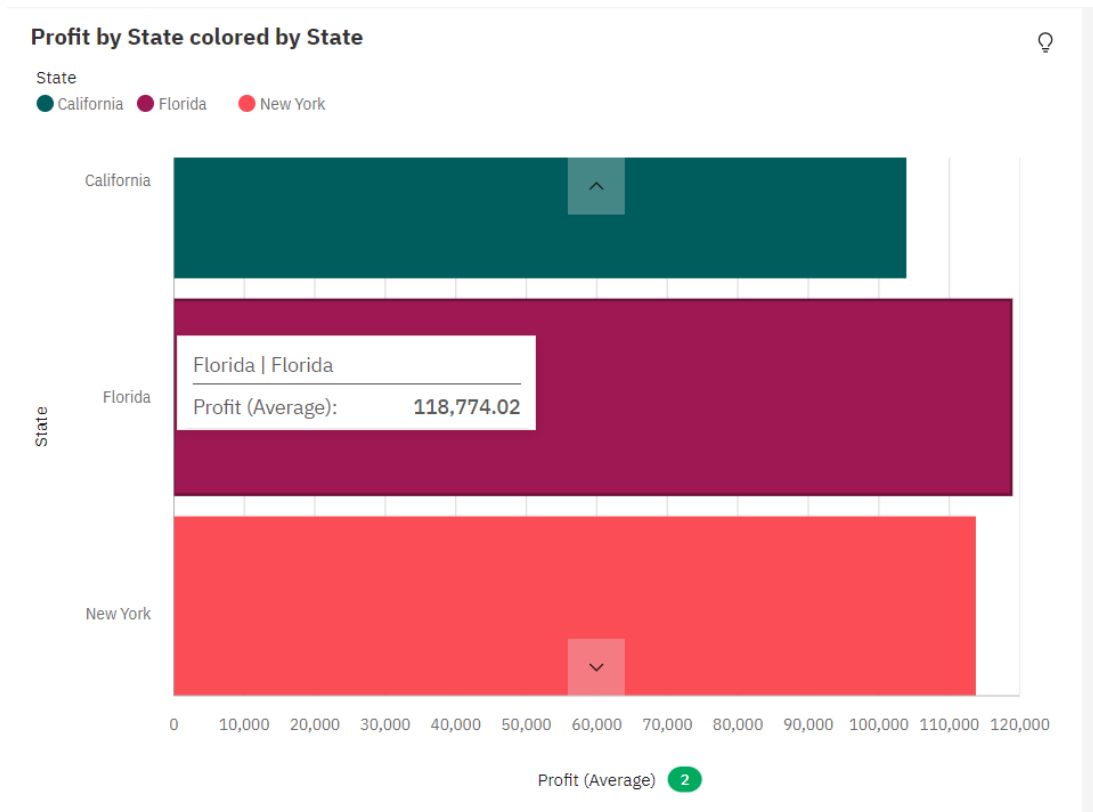 Profit by State colored by State
State
California Florida New York
California
Florida | Florida
Profit (Average): 118,774.02
Florida
State
New York
0 10,000 20,000 30,000 40,000 50,000 60,000 70,000 80,000 90,000 100,000 110,000 120,000
Profit (Average) 2